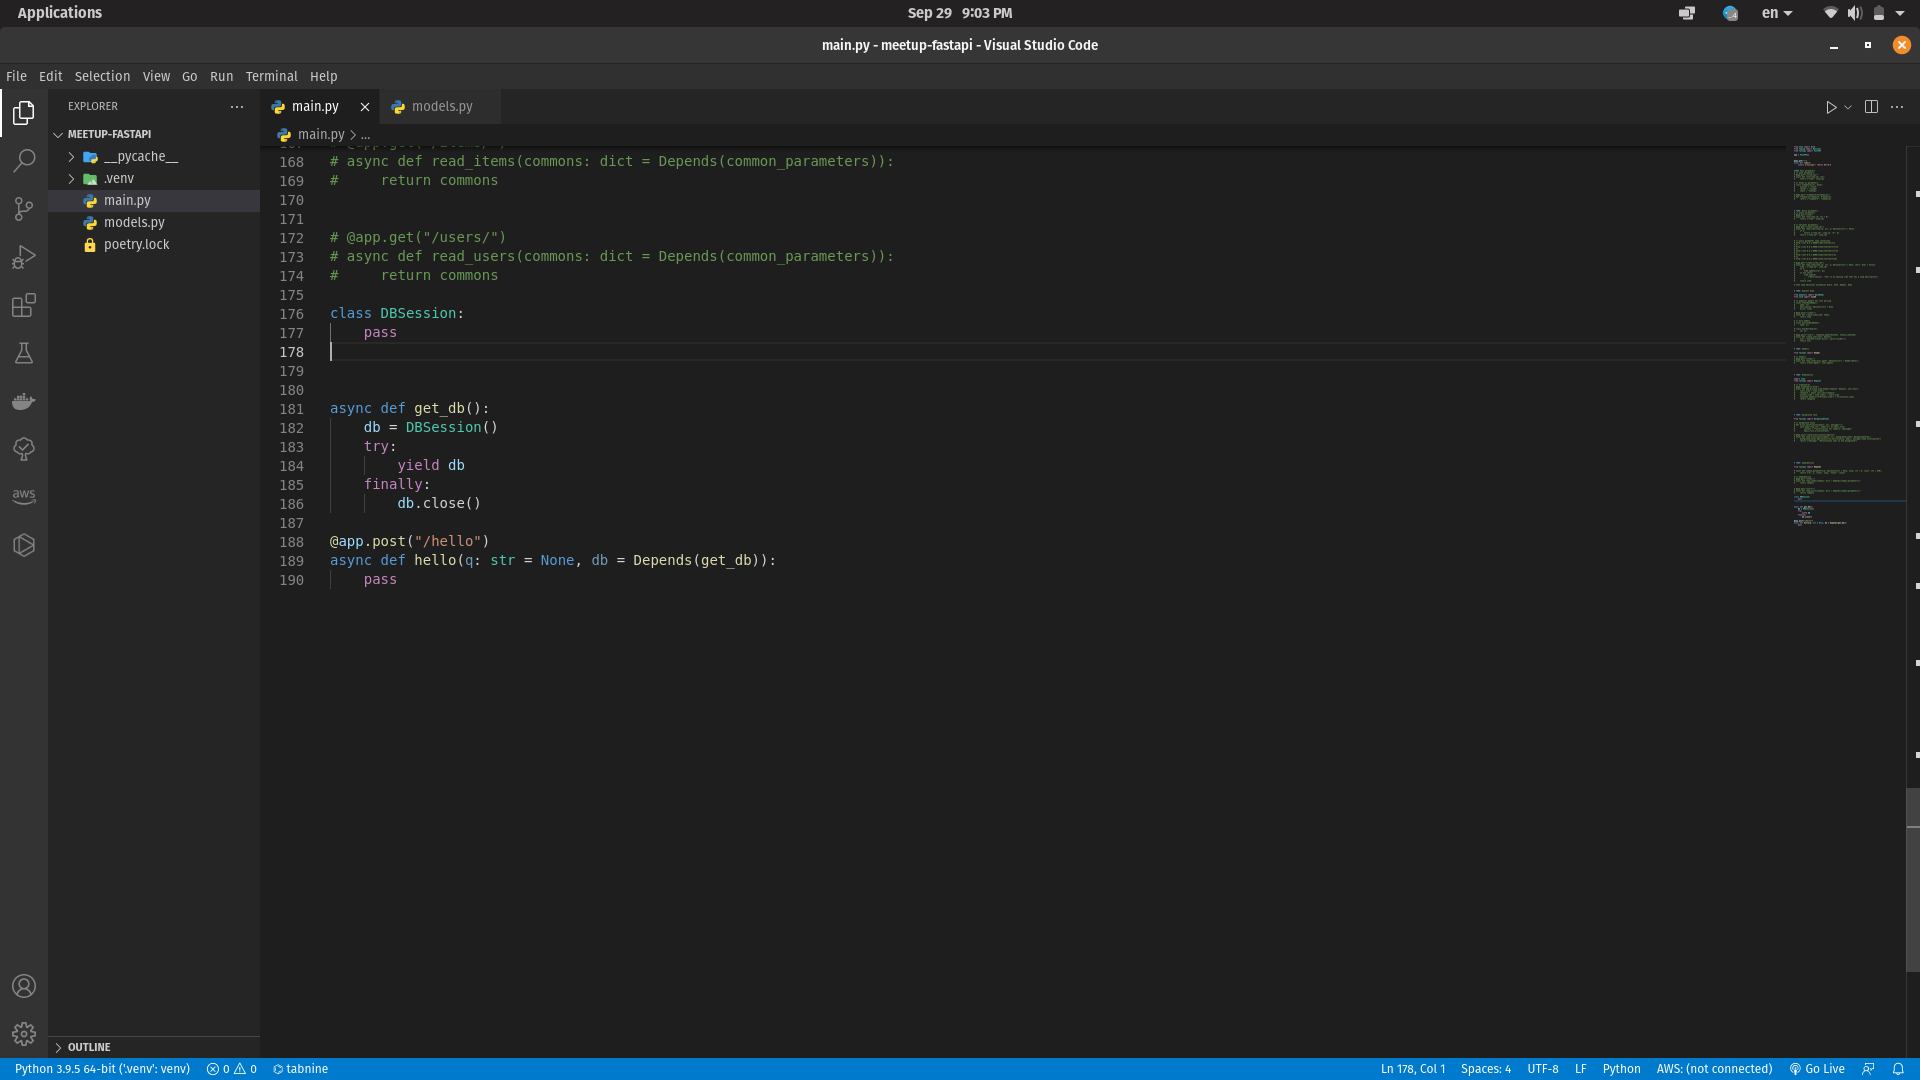 Applications
Sep 29 9:03 PM
en
main.py - meetup-fastapi - Visual Studio Code
File Edit Selection View Go Run Terminal Help
EXPLORER
MEETUP-FASTAPI
__pycache__
.venv
main.py
models.py
poetry.lock
OUTLINE
aws
main.py
models.py
main.py > ...
168 # async def read_items(commons: dict = Depends(common_parameters)):
169 #     return commons
170
171
172 # @app.get("/users/")
173 # async def read_users(commons: dict = Depends(common_parameters)):
174 #     return commons
175
176 class DBSession:
177     pass
178
179
180
181 async def get_db():
182     db = DBSession()
183     try:
184         yield db
185     finally:
186         db.close()
187
188 @app.post("/hello")
189 async def hello(q: str = None, db = Depends(get_db)):
190     pass
Python 3.9.5 64-bit ('.venv': venv) 0 0 tabnine Ln 178, Col 1 Spaces: 4 UTF-8 LF Python AWS: (not connected) Go Live